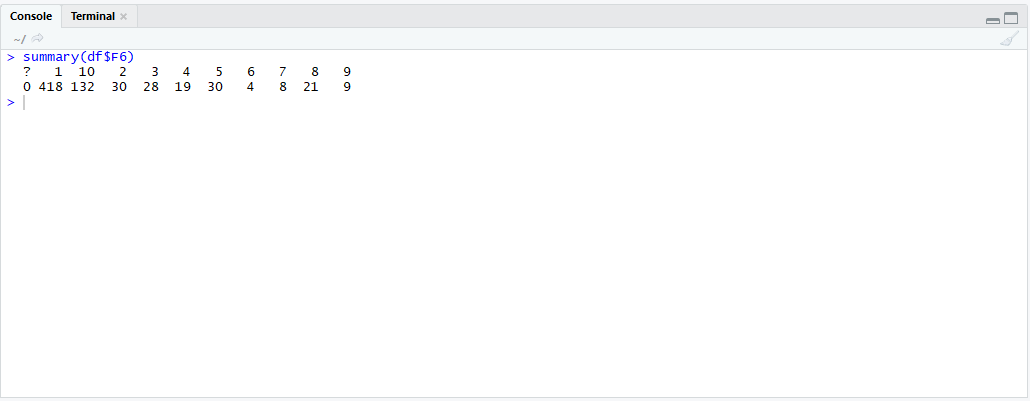 Console Terminal ×
~/
> summary(df$F6)
? 1 10 2 3 4 5 6 7 8 9
0 418 132 30 28 19 30 4 8 21 9
>